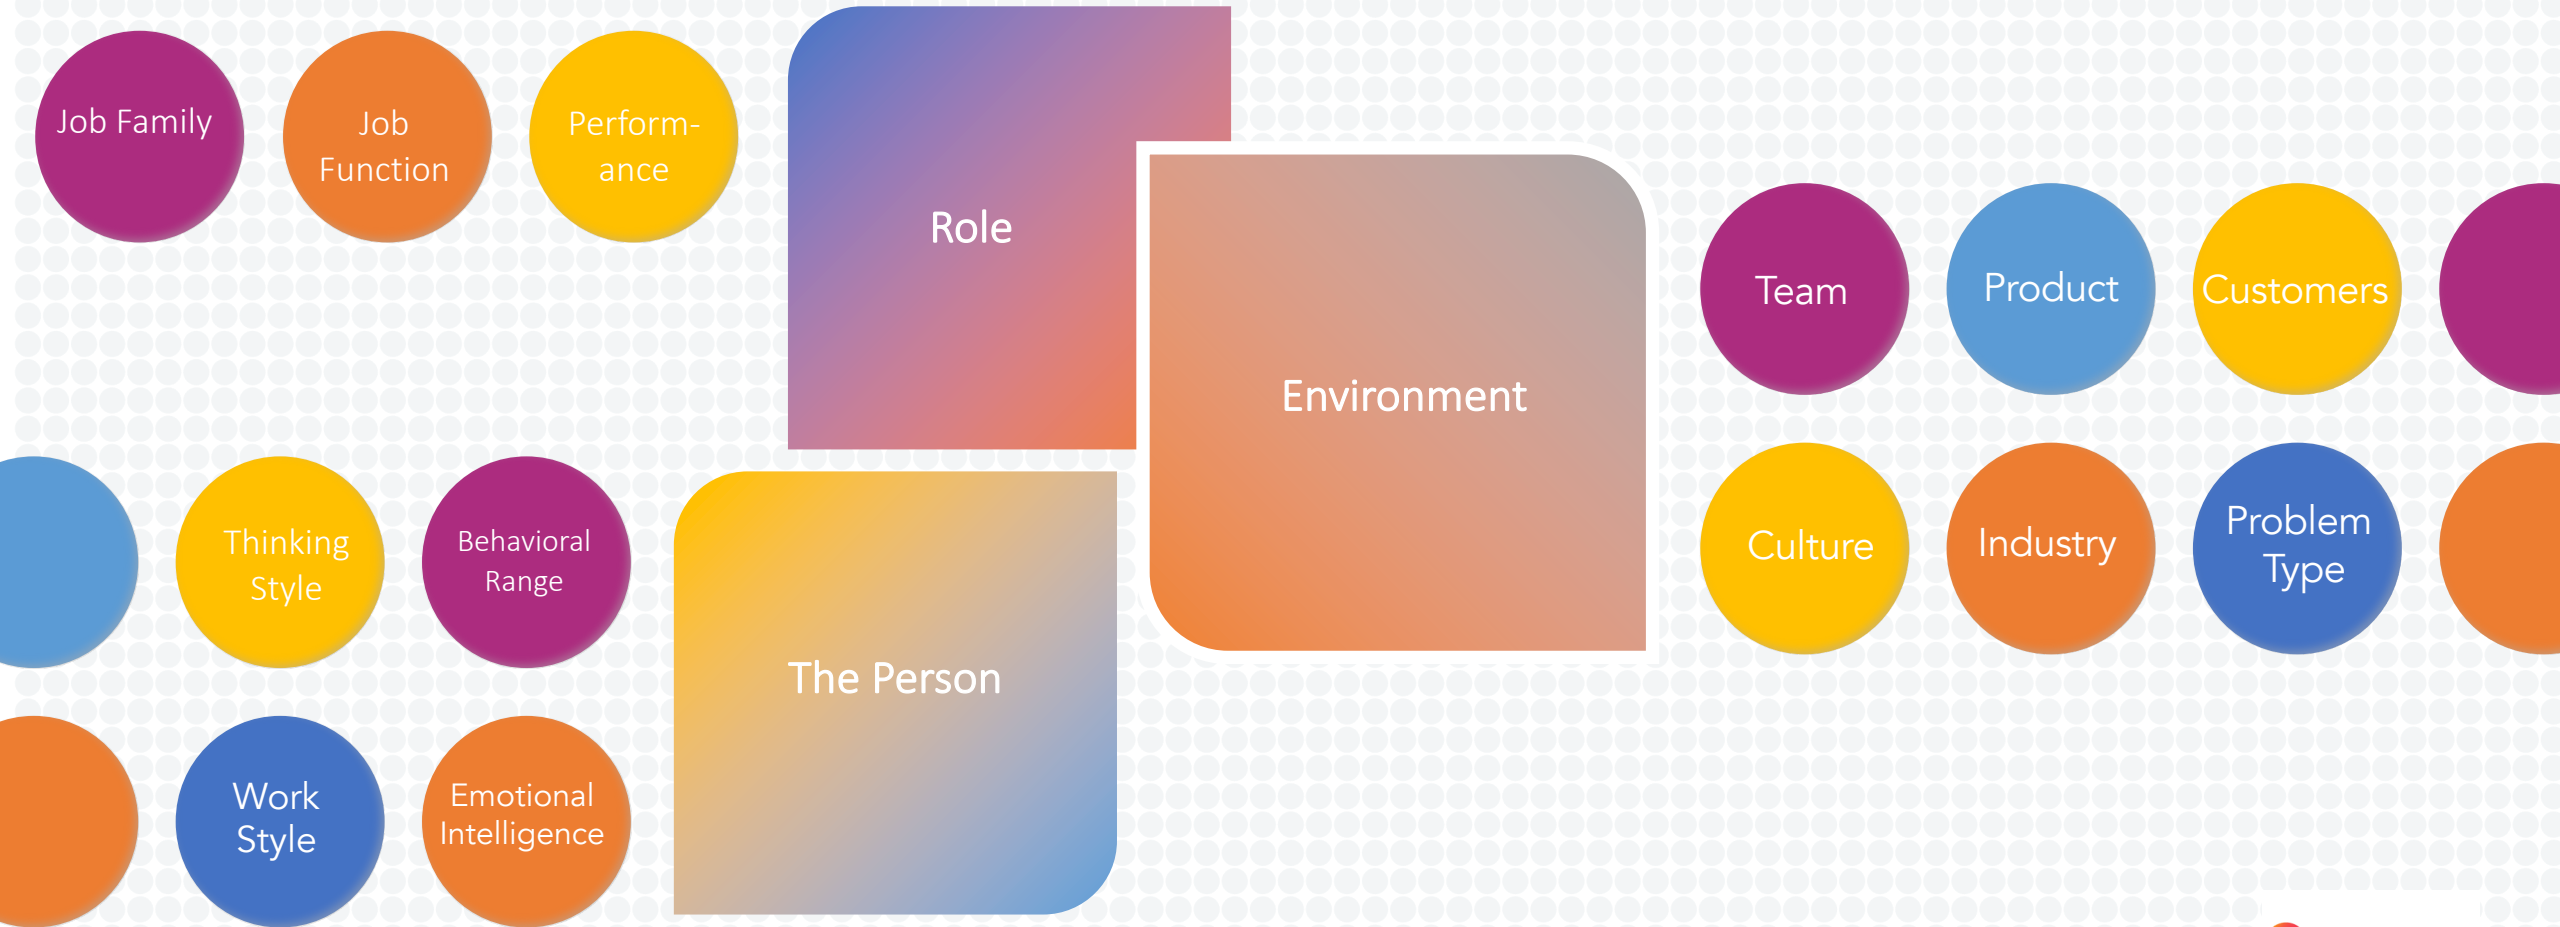 Job Family
Job
Function
Perform-
ance
Role
Environment
Team
Product
Customers
Culture
Industry
Problem
Type
Thinking
Style
Behavioral
Range
The Person
Work
Style
Emotional
Intelligence